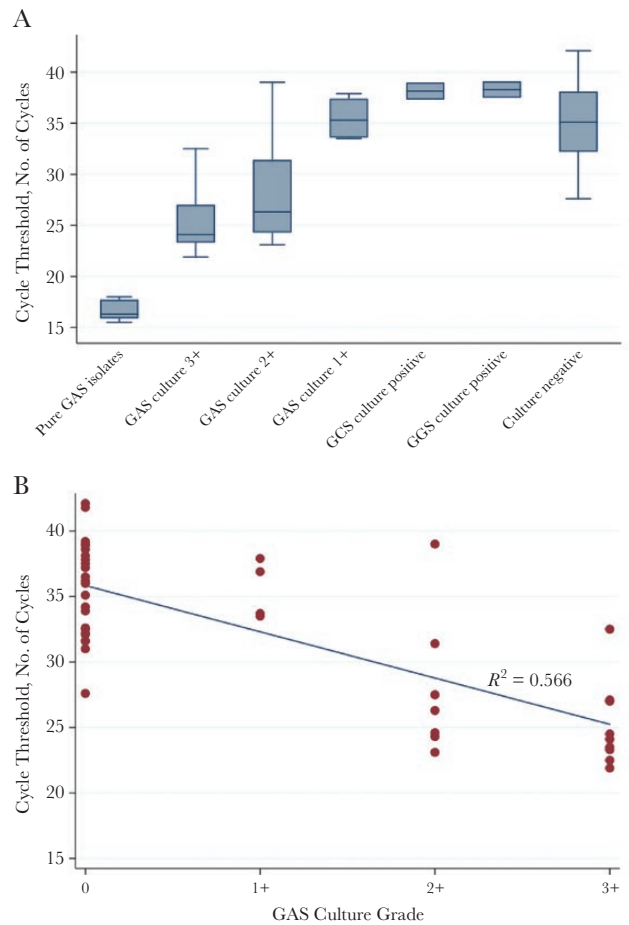 A
Cycle Threshold, No. of Cycles
40
35
30
25
20
15
Pure GAS isolates
GAS culture 3+
GAS culture 2+
GAS culture 1+
GCS culture positive
GGS culture positive
Culture negative
B
Cycle Threshold, No. of Cycles
40
35
30
25
20
15
R² = 0.566
0
1+
2+
3+
GAS Culture Grade